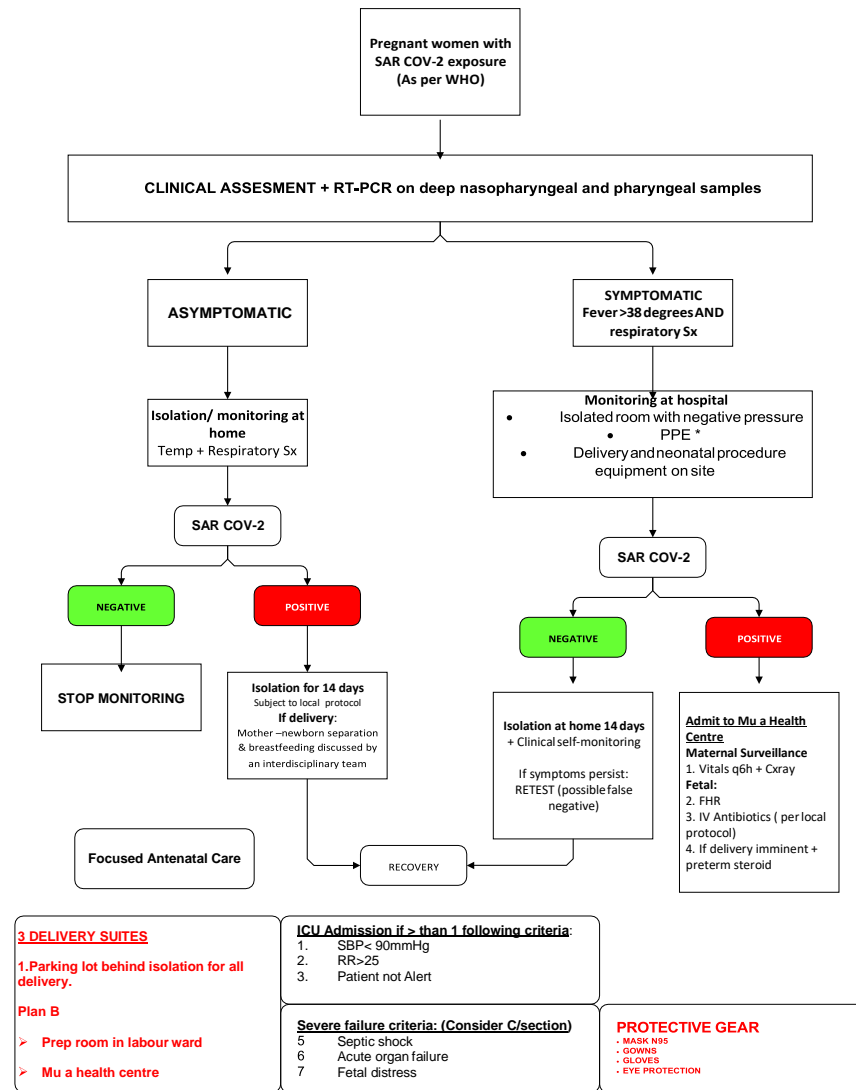 Pregnant women with
SAR COV-2 exposure
(As per WHO)
CLINICAL ASSESMENT + RT-PCR on deep nasopharyngeal and pharyngeal samples
ASYMPTOMATIC
SYMPTOMATIC
Fever >38 degrees AND
respiratory Sx
Isolation/ monitoring at
home
Temp + Respiratory Sx
Monitoring at hospital
• Isolated room with negative pressure
• PPE *
• Delivery and neonatal procedure
equipment on site
SAR COV-2
SAR COV-2
NEGATIVE
POSITIVE
NEGATIVE
POSITIVE
STOP MONITORING
Isolation for 14 days
Subject to local protocol
If delivery:
Mother –newborn separation
& breastfeeding discussed by
an interdisciplinary team
Isolation at home 14 days
+ Clinical self-monitoring
If symptoms persist:
RETEST (possible false
negative)
Admit to Mu a Health
Centre
Maternal Surveillance
1. Vitals q6h + Cxray
Fetal:
2. FHR
3. IV Antibiotics ( per local
protocol)
4. If delivery imminent +
preterm steroid
Focused Antenatal Care
RECOVERY
3 DELIVERY SUITES
1.Parking lot behind isolation for all
delivery.
Plan B
➢ Prep room in labour ward
➢ Mu a health centre
ICU Admission if > than 1 following criteria:
1. SBP< 90mmHg
2. RR>25
3. Patient not Alert
Severe failure criteria: (Consider C/section)
5 Septic shock
6 Acute organ failure
7 Fetal distress
PROTECTIVE GEAR
• MASK N95
• GOWNS
• GLOVES
• EYE PROTECTION